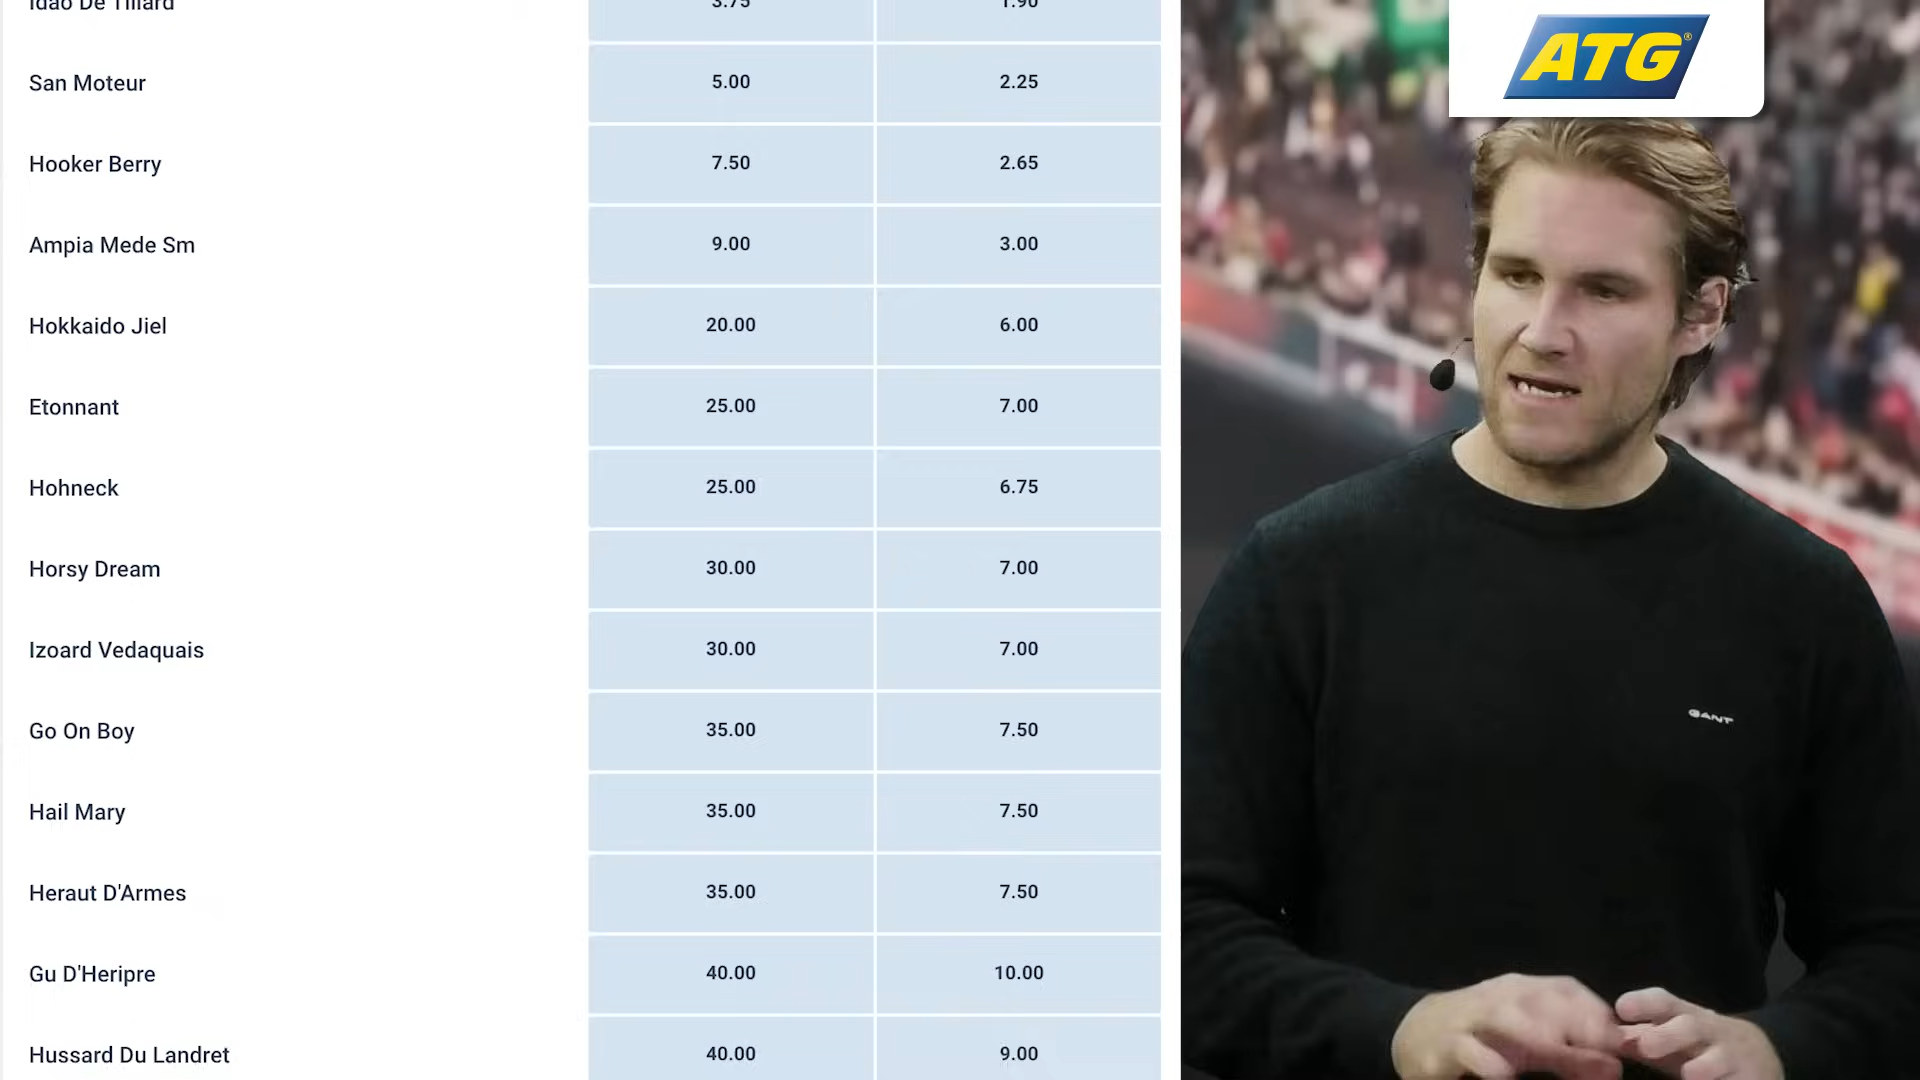 Idao De Tillard 3.75 1.90
San Moteur 5.00 2.25
Hooker Berry 7.50 2.65
Ampia Mede Sm 9.00 3.00
Hokkaido Jiel 20.00 6.00
Etonnant 25.00 7.00
Hohneck 25.00 6.75
Horsy Dream 30.00 7.00
Izoard Vedaquais 30.00 7.00
Go On Boy 35.00 7.50
Hail Mary 35.00 7.50
Heraut D'Armes 35.00 7.50
Gu D'Heripre 40.00 10.00
Hussard Du Landret 40.00 9.00
ATG®
GANT